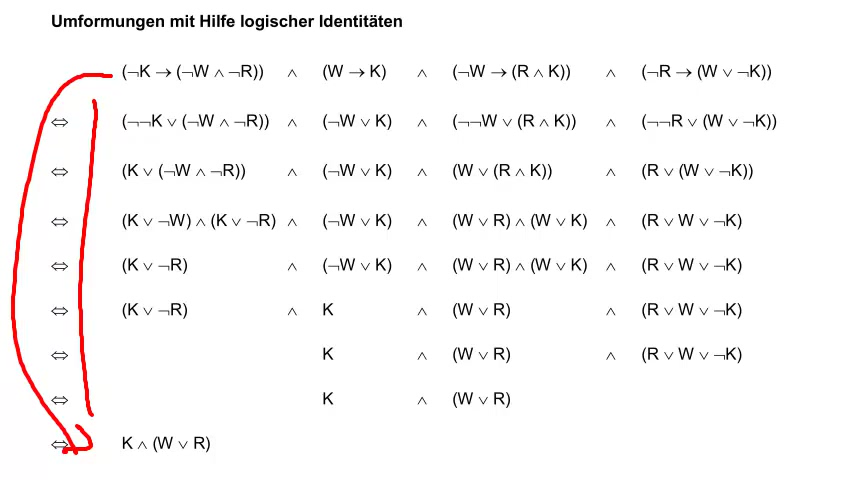 Umformungen mit Hilfe logischer Identitäten
(¬K → (¬W ∧ ¬R)) ∧ (W → K) ∧ (¬W → (R ∧ K)) ∧ (¬R → (W ∨ ¬K))
⇔ (¬¬K ∨ (¬W ∧ ¬R)) ∧ (¬W ∨ K) ∧ (¬¬W ∨ (R ∧ K)) ∧ (¬¬R ∨ (W ∨ ¬K))
⇔ (K ∨ (¬W ∧ ¬R)) ∧ (¬W ∨ K) ∧ (W ∨ (R ∧ K)) ∧ (R ∨ (W ∨ ¬K))
⇔ (K ∨ ¬W) ∧ (K ∨ ¬R) ∧ (¬W ∨ K) ∧ (W ∨ R) ∧ (W ∨ K) ∧ (R ∨ W ∨ ¬K)
⇔ (K ∨ ¬R) ∧ (¬W ∨ K) ∧ (W ∨ R) ∧ (W ∨ K) ∧ (R ∨ W ∨ ¬K)
⇔ (K ∨ ¬R) ∧ K ∧ (W ∨ R) ∧ (R ∨ W ∨ ¬K)
⇔ K ∧ (W ∨ R) ∧ (R ∨ W ∨ ¬K)
⇔ K ∧ (W ∨ R)
⇔ K ∧ (W ∨ R)